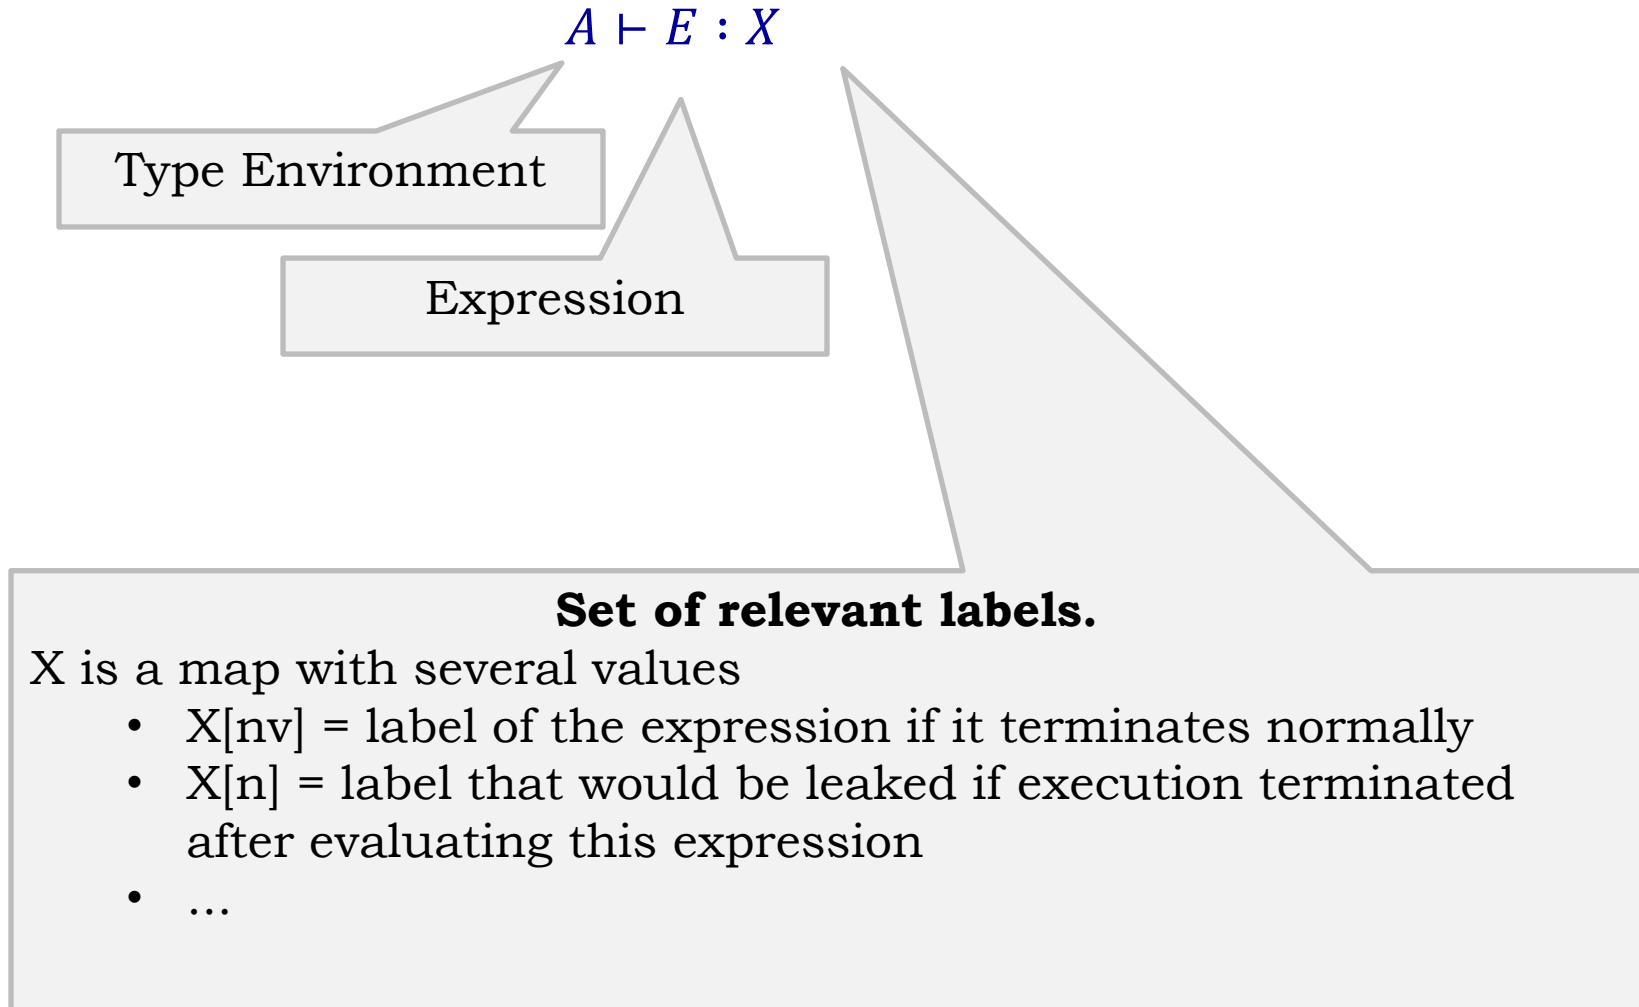 A ⊢ E : X
Type Environment
Expression
Set of relevant labels.
X is a map with several values
• X[nv] = label of the expression if it terminates normally
• X[n] = label that would be leaked if execution terminated
after evaluating this expression
• …